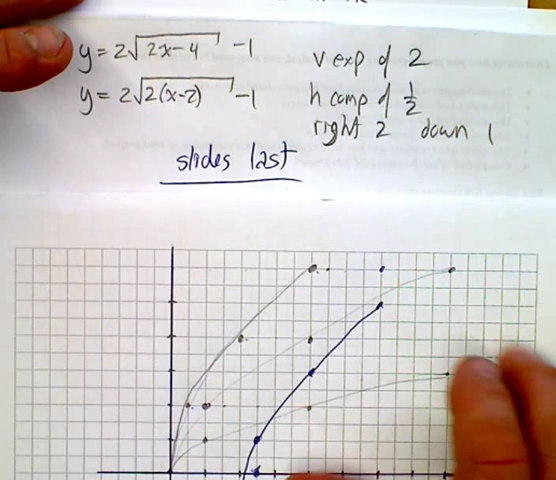 y = 2√(2x-4) -1
v exp of 2
y = 2√(2(x-2)) -1
h comp of 1/2
right 2 down 1
slides last